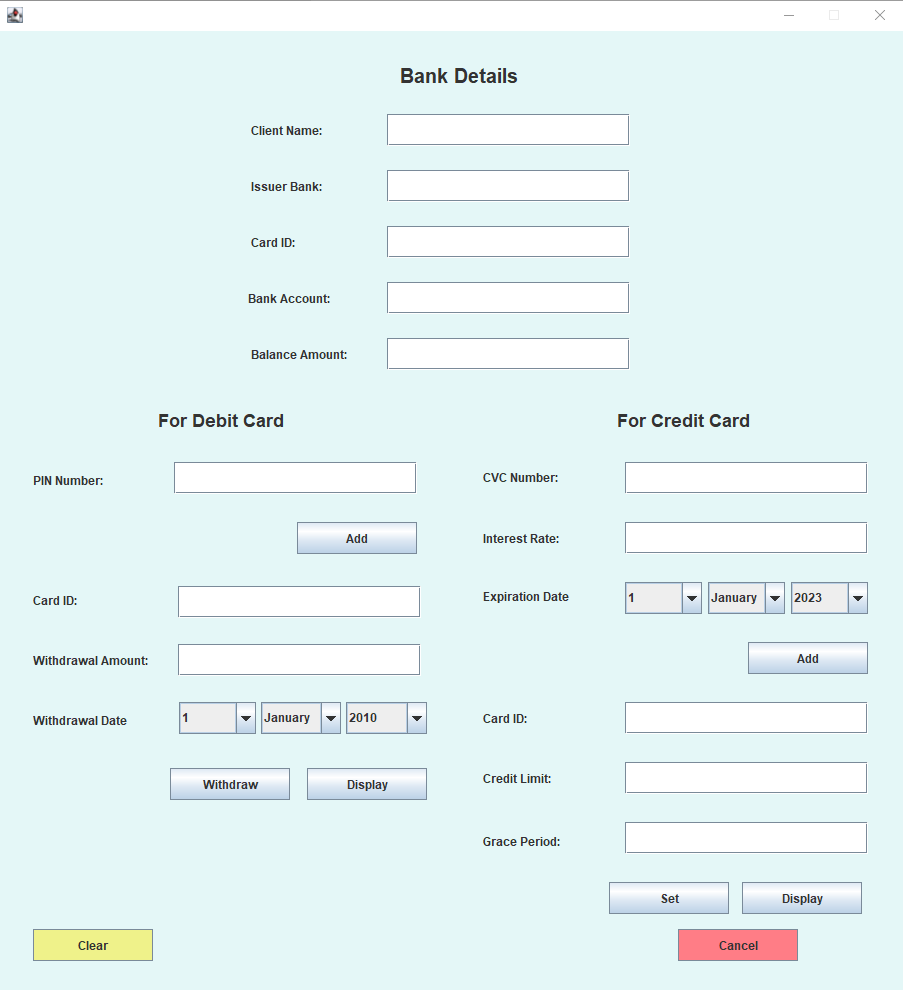 Bank Details
Client Name:
Issuer Bank:
Card ID:
Bank Account:
Balance Amount:
For Debit Card
PIN Number:
Add
Card ID:
Withdrawal Amount:
Withdrawal Date 1 January 2010
Withdraw Display
Clear
For Credit Card
CVC Number:
Interest Rate:
Expiration Date 1 January 2023
Add
Card ID:
Credit Limit:
Grace Period:
Set Display
Cancel